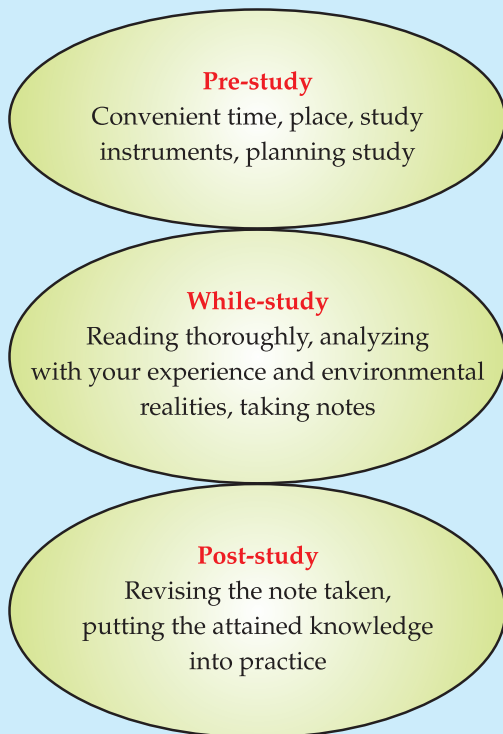 Pre-study
Convenient time, place, study
instruments, planning study
While-study
Reading thoroughly, analyzing
with your experience and environmental
realities, taking notes
Post-study
Revising the note taken,
putting the attained knowledge
into practice